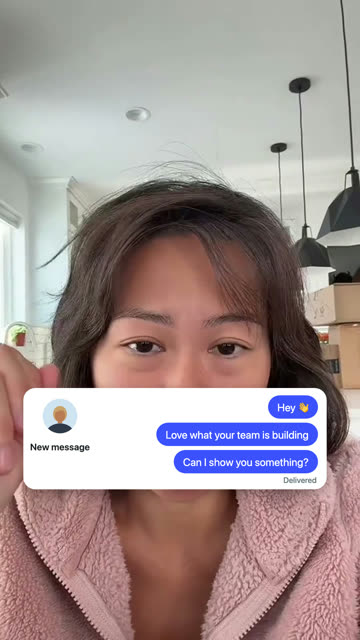 Hey 👋
Love what your team is building
New message
Can I show you something?
Delivered